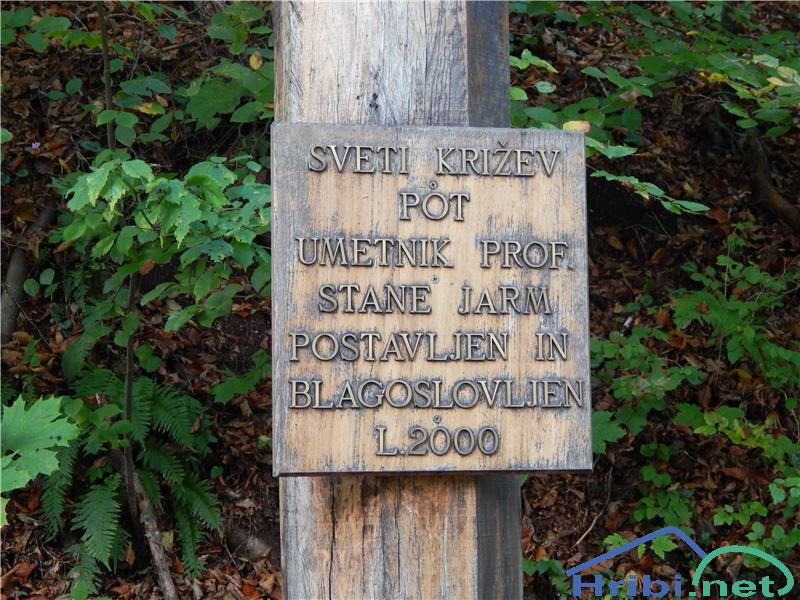 SVETI KRIŽEV
POT
UMETNIK PROF.
STANE JARM
POSTAVLJEN IN
BLAGOSLOVLJEN
L.2000
Hribi.net